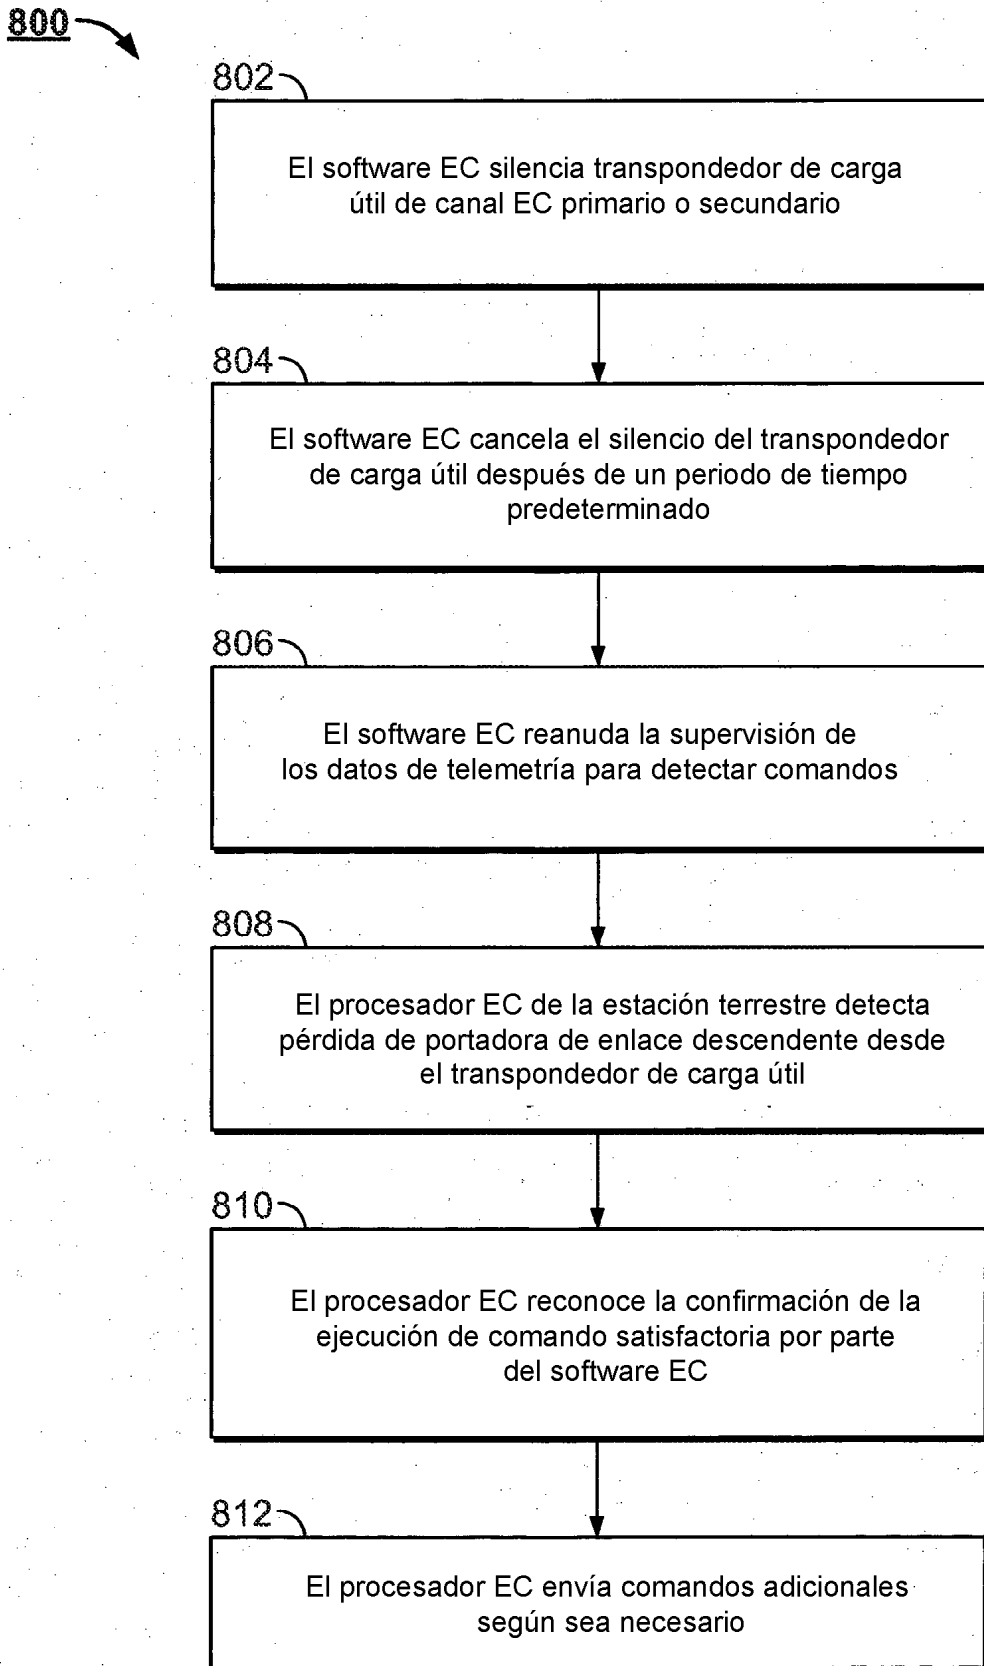 800
802
El software EC silencia transpondedor de carga
útil de canal EC primario o secundario
804
El software EC cancela el silencio del transpondedor
de carga útil después de un periodo de tiempo
predeterminado
806
El software EC reanuda la supervisión de
los datos de telemetría para detectar comandos
808
El procesador EC de la estación terrestre detecta
pérdida de portadora de enlace descendente desde
el transpondedor de carga útil
810
El procesador EC reconoce la confirmación de la
ejecución de comando satisfactoria por parte
del software EC
812
El procesador EC envía comandos adicionales
según sea necesario